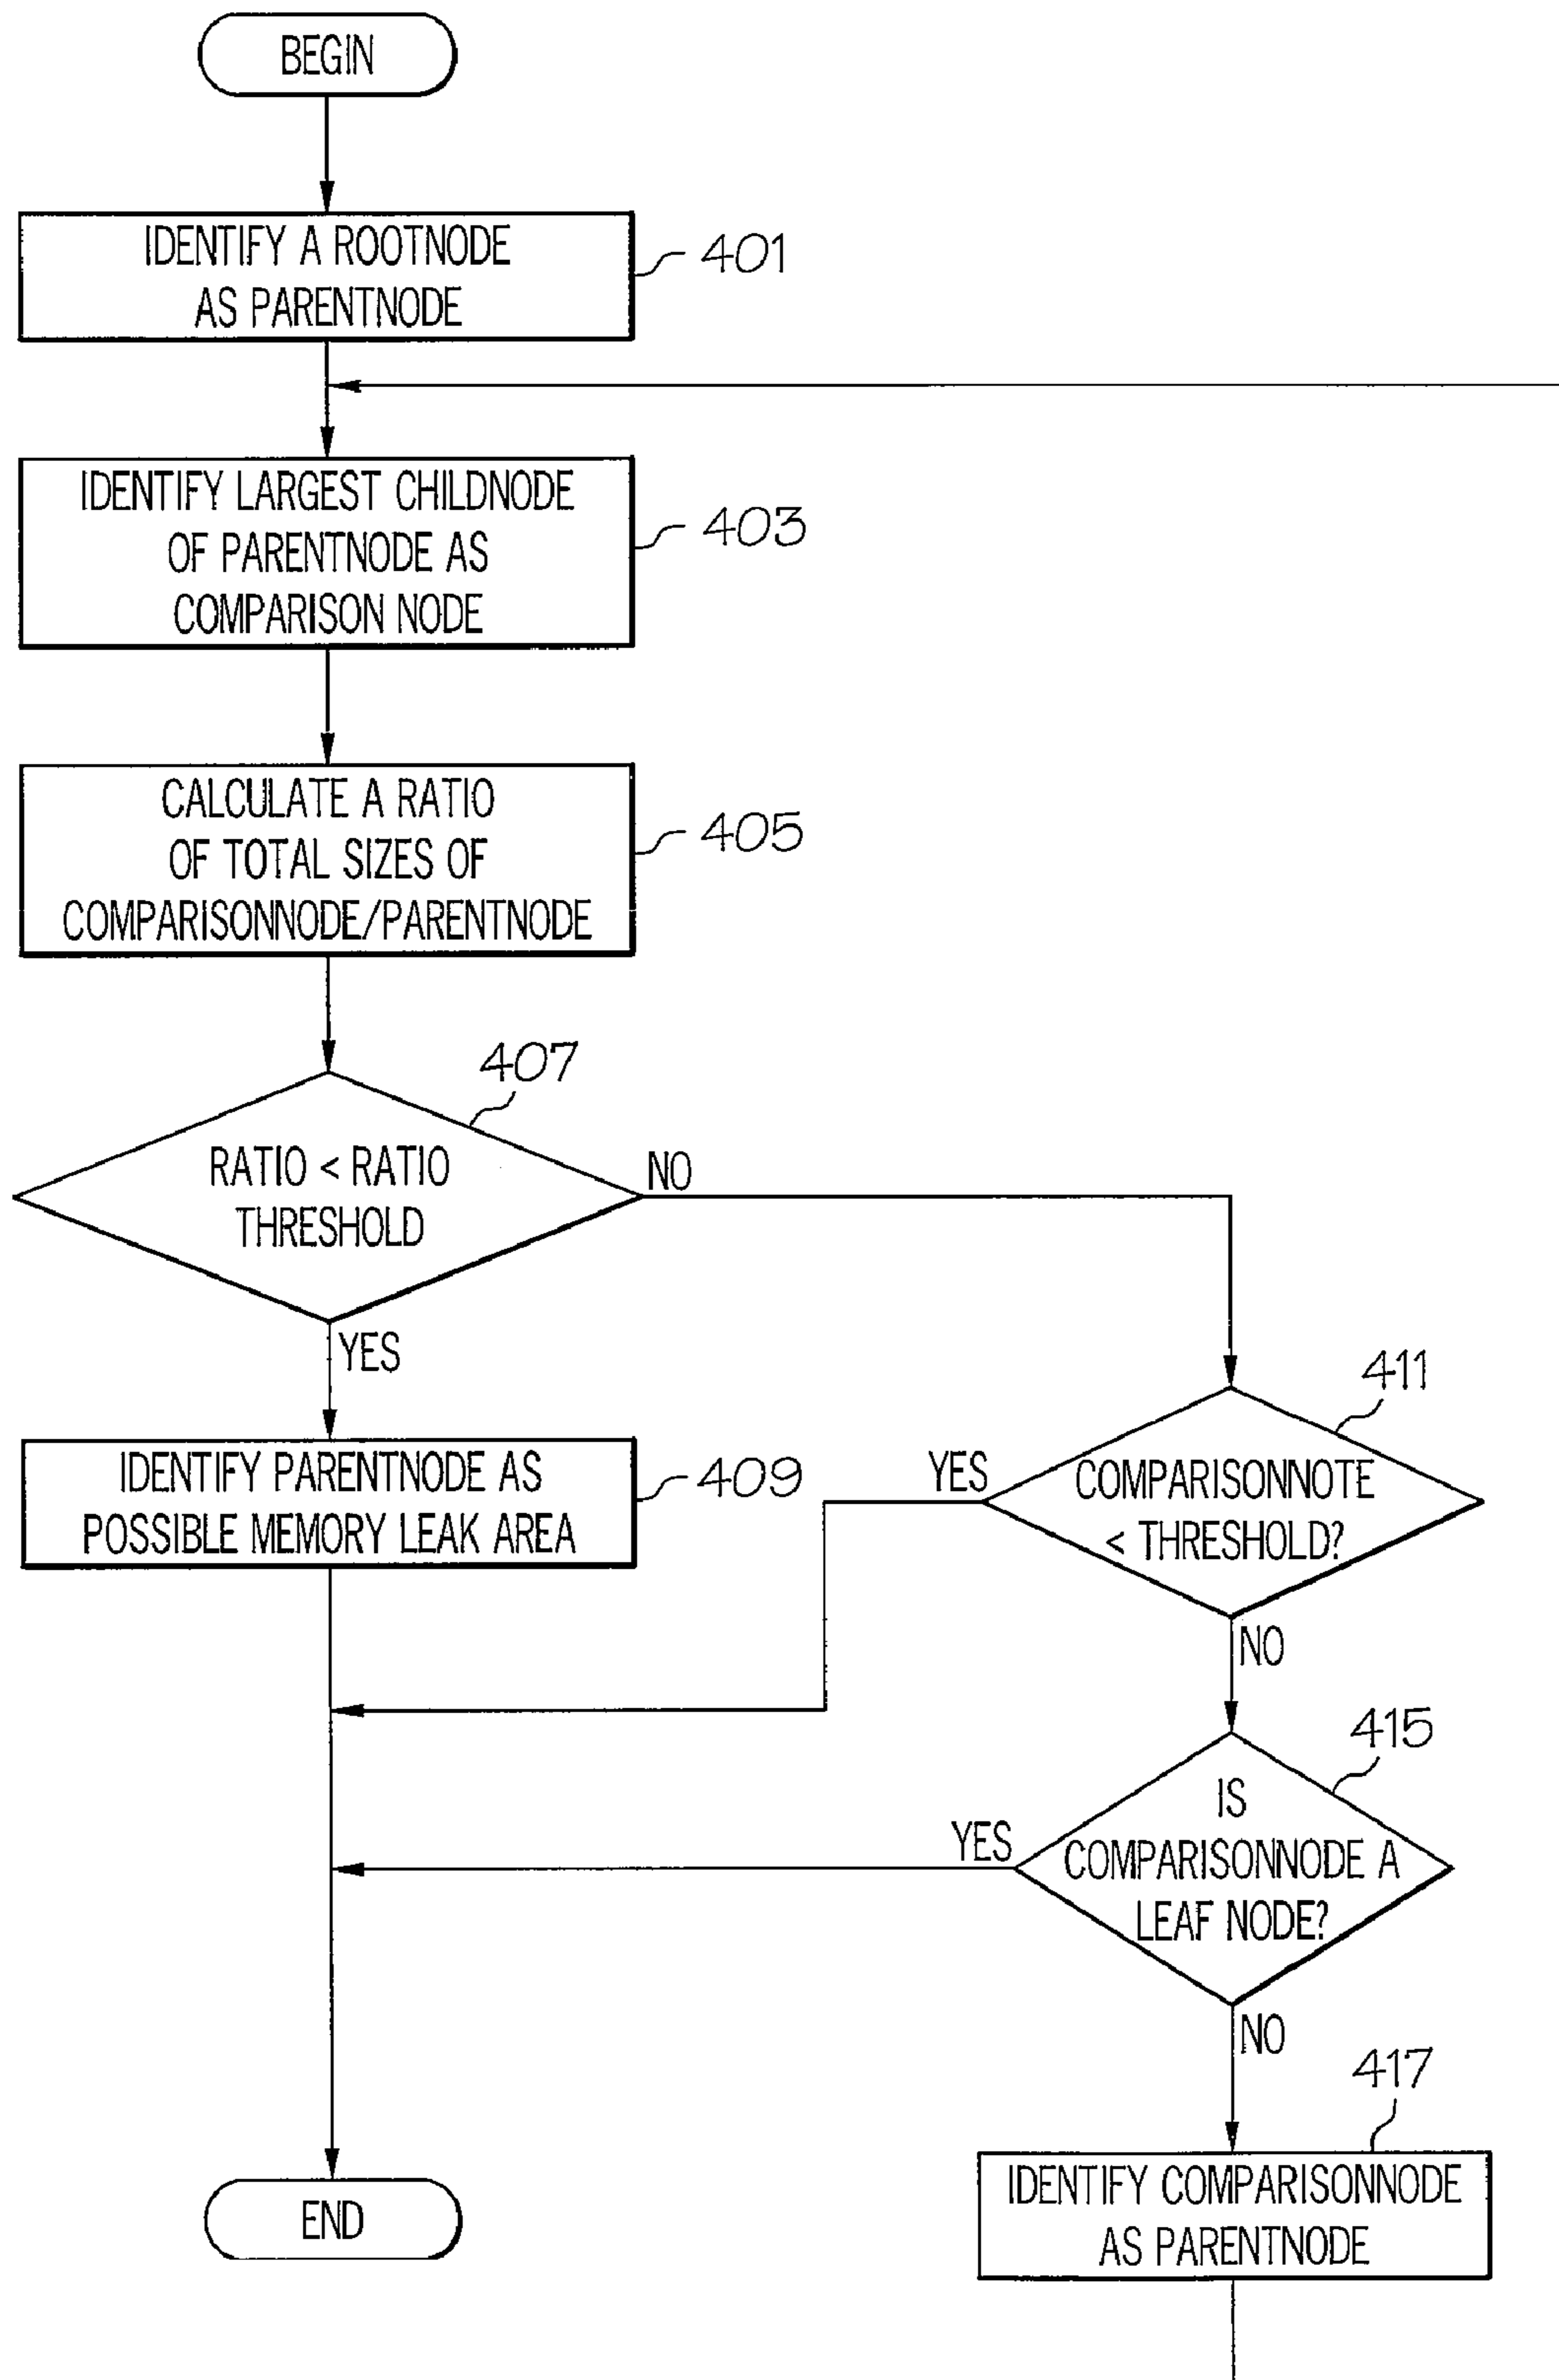 BEGIN
IDENTIFY A ROOTNODE
AS PARENTNODE
401
IDENTIFY LARGEST CHILDNODE
OF PARENTNODE AS
COMPARISON NODE
403
CALCULATE A RATIO
OF TOTAL SIZES OF
COMPARISONNODE/PARENTNODE
405
407
RATIO < RATIO
THRESHOLD
NO
YES
IDENTIFY PARENTNODE AS
POSSIBLE MEMORY LEAK AREA
409
411
YES
COMPARISONNOTE
< THRESHOLD?
NO
415
YES
IS
COMPARISONNODE A
LEAF NODE?
NO
417
IDENTIFY COMPARISONNODE
AS PARENTNODE
END